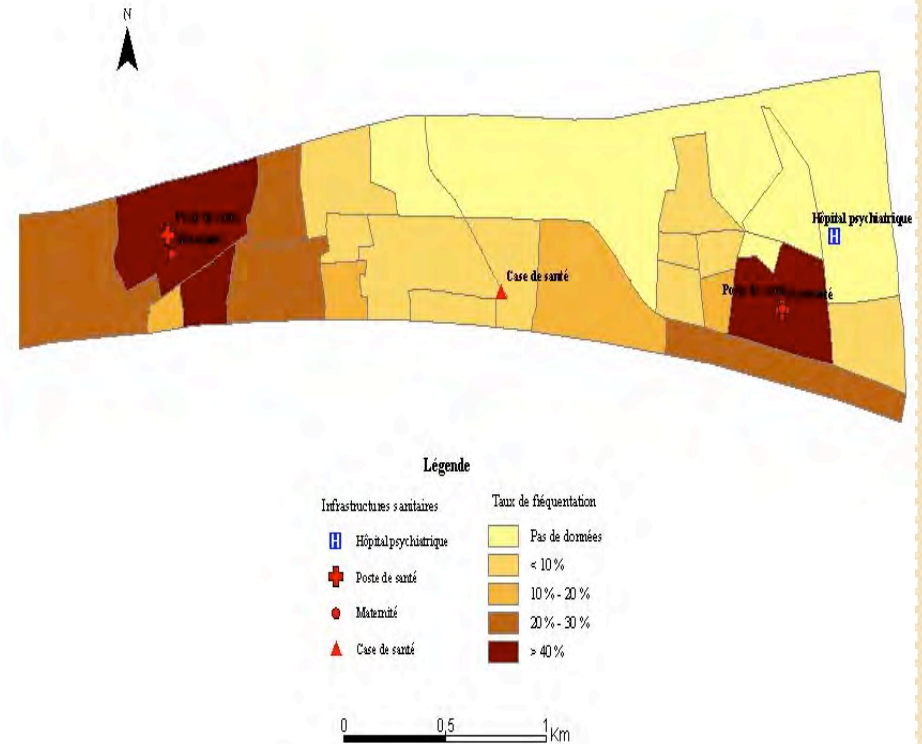 N
Hôpital psychiatrique
H
Case de santé
Légende
Infrastructures sanitaires
H Hôpital psychiatrique
Poste de santé
Maternité
Case de santé
Taux de fréquentation
Pas de données
< 10 %
10 % - 20 %
20 % - 30 %
> 40 %
0 0,5 1
Km